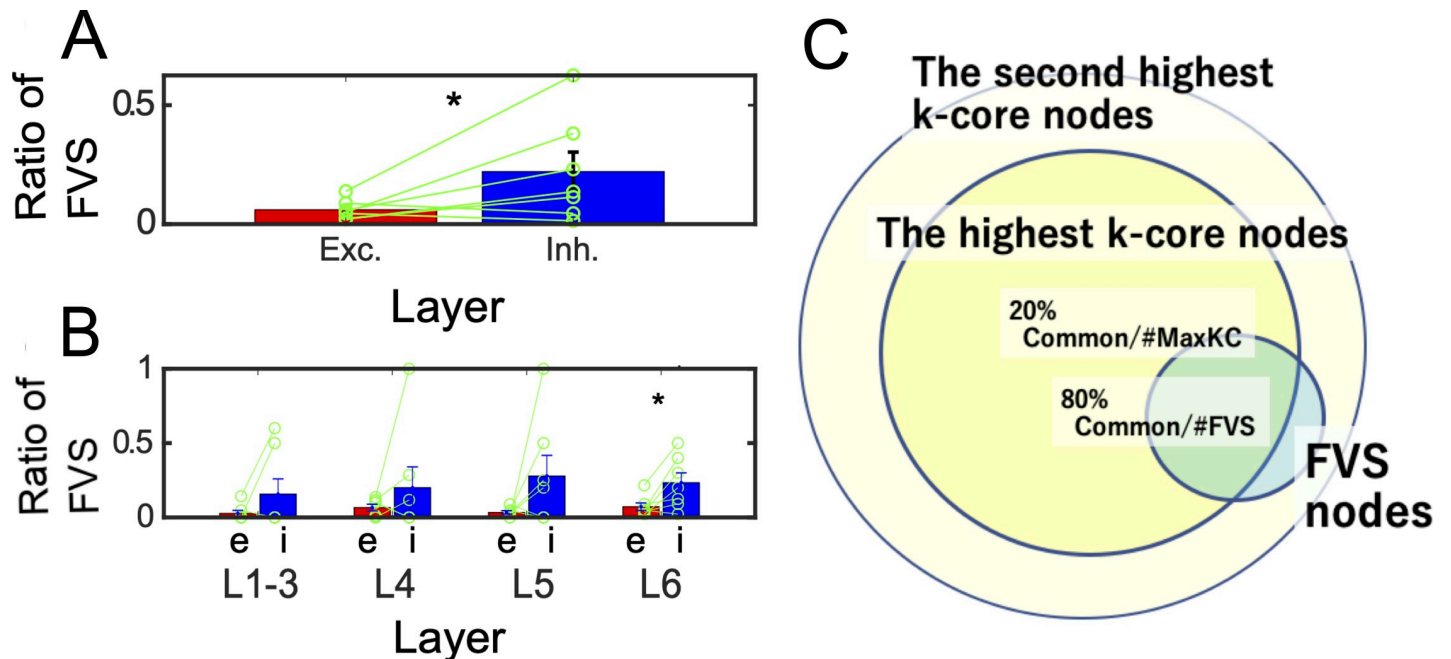 A
Ratio of
FVS
0.5
0
*
Exc.
Inh.
Layer
B
Ratio of
FVS
1
0.5
0
*
e i e i e i e i
L1-3 L4 L5 L6
Layer
C
The second highest
k-core nodes
The highest k-core nodes
20%
Common/#MaxKC
80%
Common/#FVS
FVS
nodes